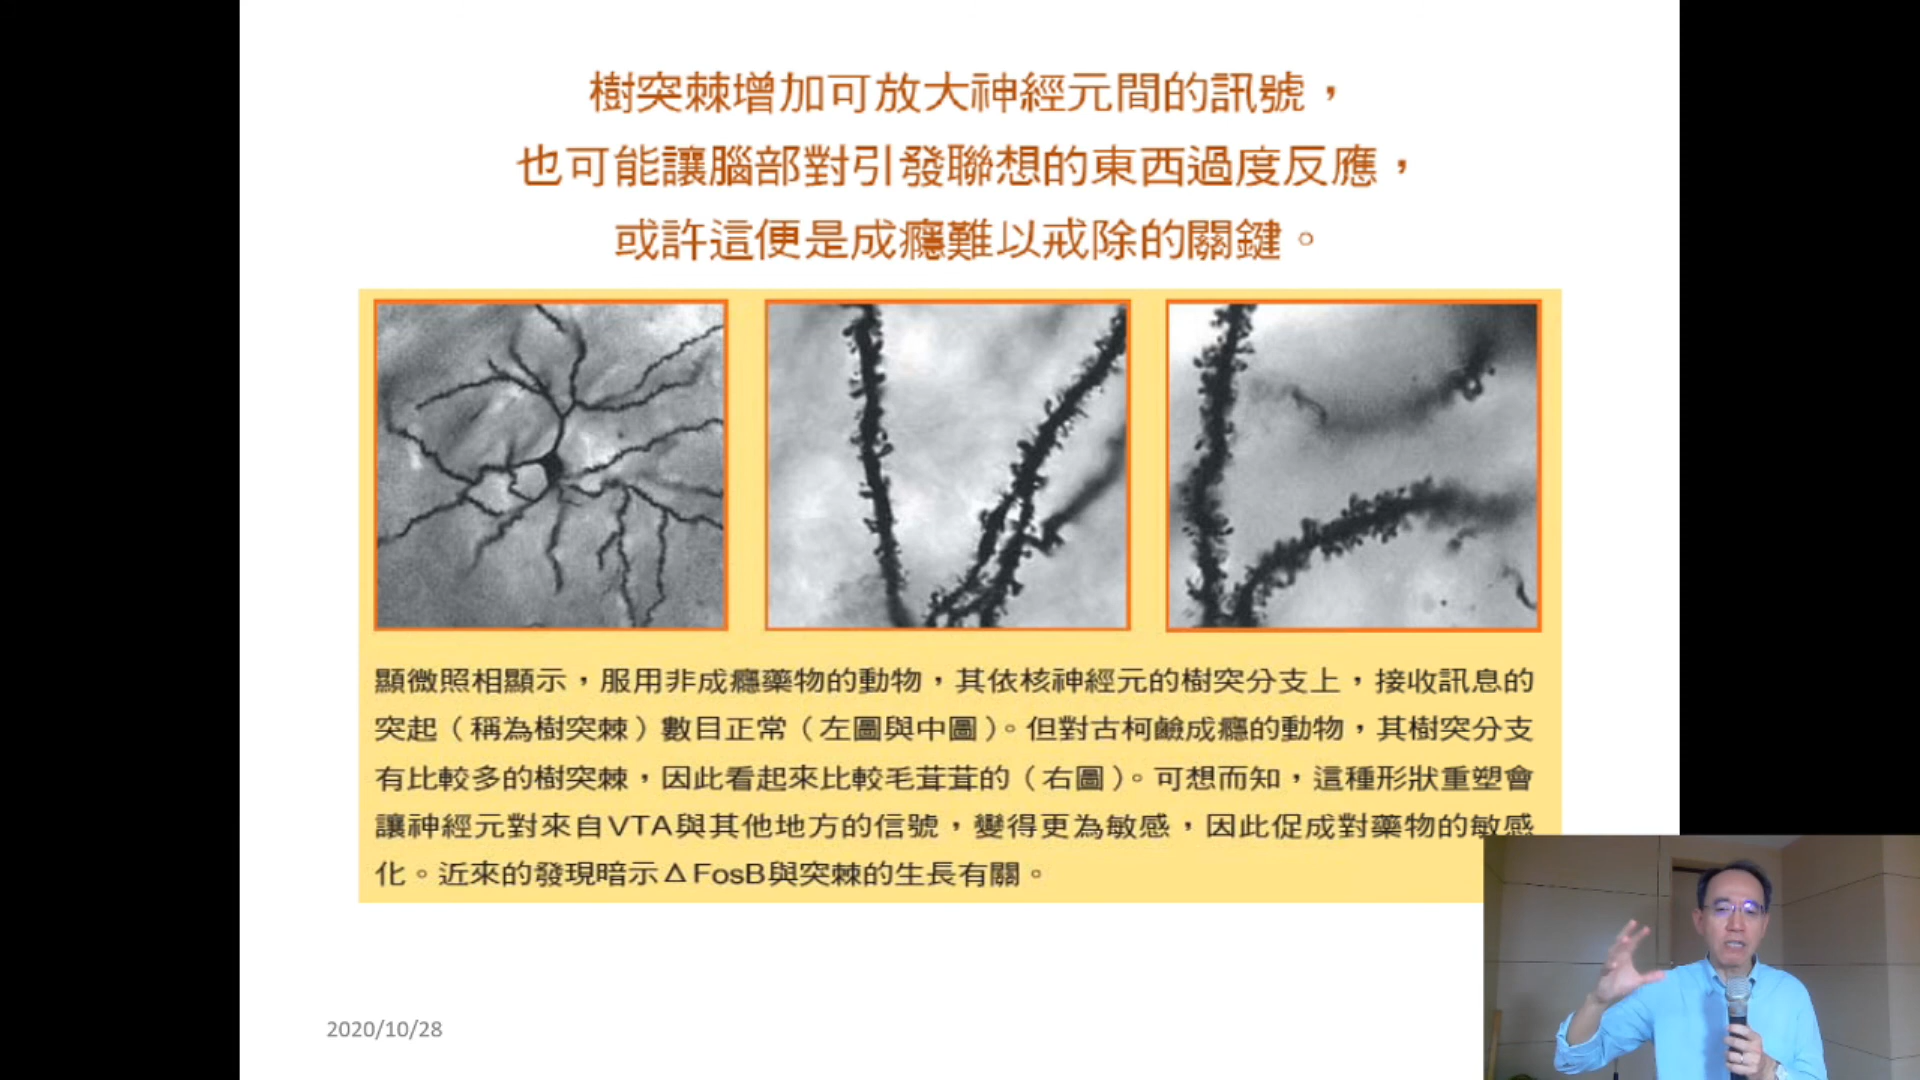 樹突棘增加可放大神經元間的訊號，
也可能讓腦部對引發聯想的東西過度反應，
或許這便是成癮難以戒除的關鍵。
顯微照相顯示，服用非成癮藥物的動物，其依核神經元的樹突分支上，接收訊息的
突起（稱為樹突棘）數目正常（左圖與中圖）。但對古柯鹼成癮的動物，其樹突分支
有比較多的樹突棘，因此看起來比較毛茸茸的（右圖）。可想而知，這種形狀重塑會
讓神經元對來自VTA與其他地方的信號，變得更為敏感，因此促成對藥物的敏感
化。近來的發現暗示ΔFosB與突棘的生長有關。
2020/10/28